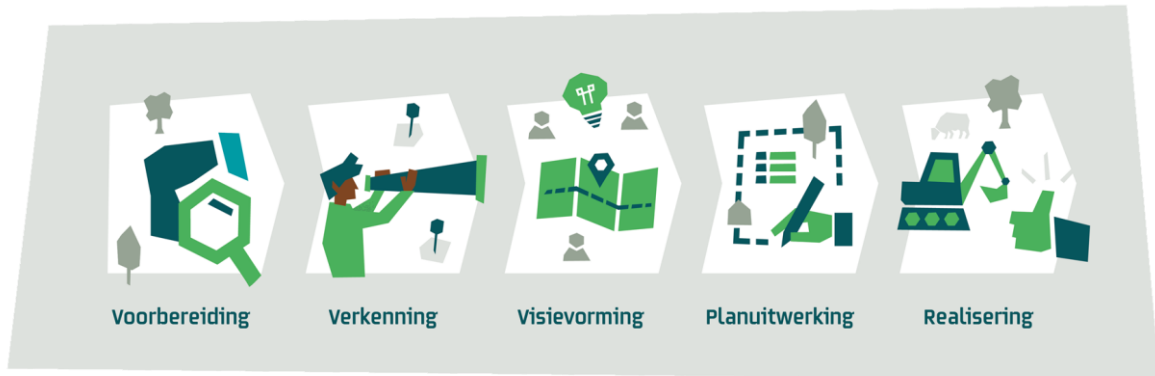 Voorbereiding
Verkenning
Visievorming
Planuitwerking
Realisering